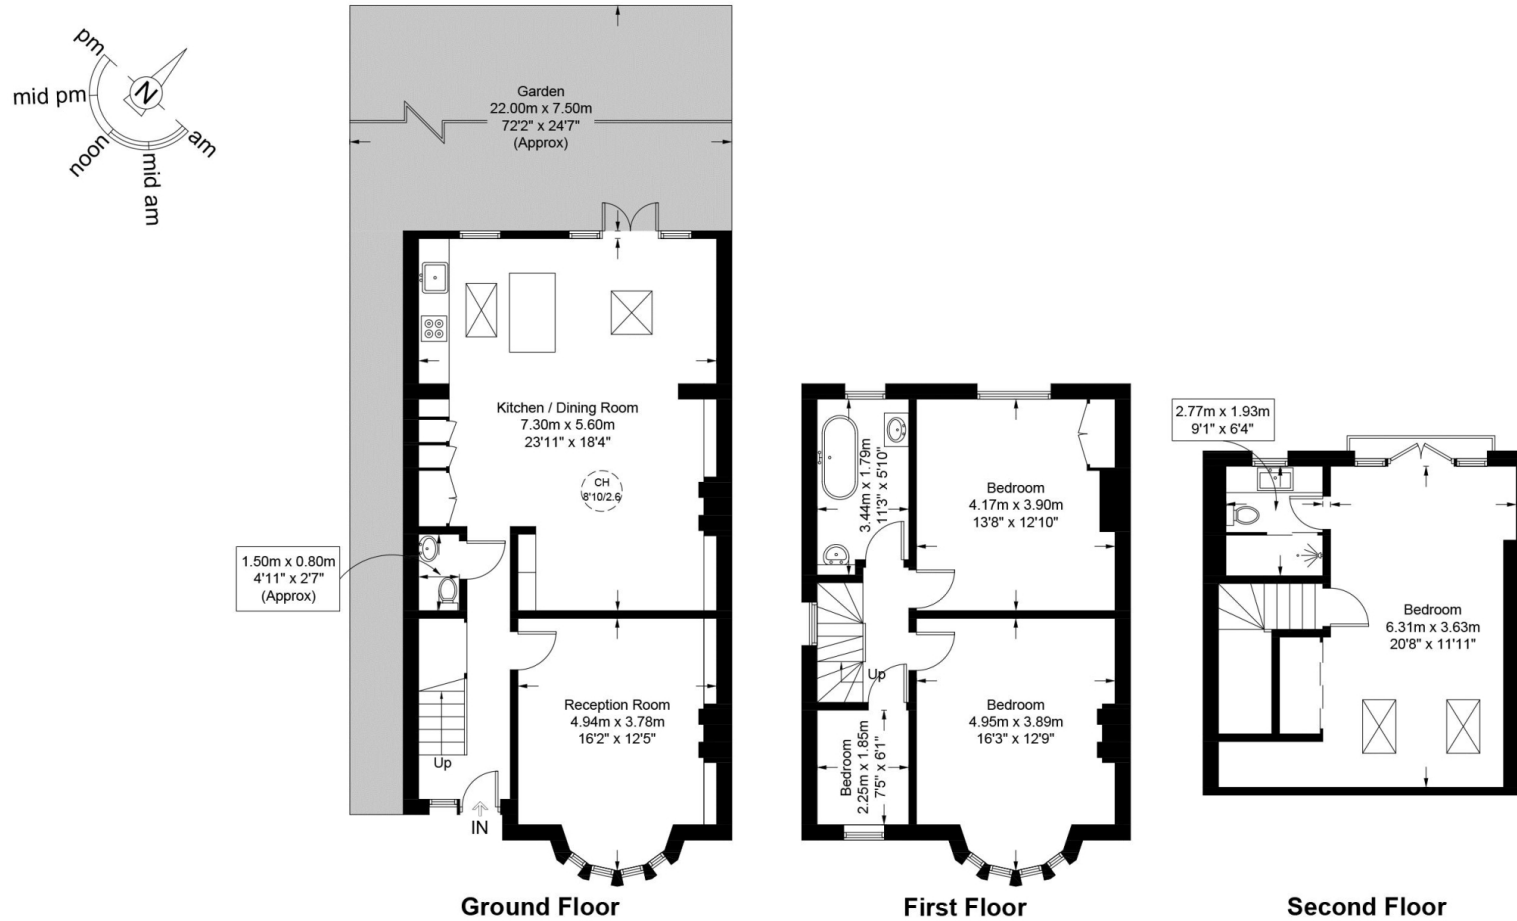 pm
mid pm
N
noon
mid am
am
Garden
22.00m x 7.50m
72'2" x 24'7"
(Approx)
Kitchen / Dining Room
7.30m x 5.60m
23'11" x 18'4"
CH
8'10/2.6
1.50m x 0.80m
4'11" x 2'7"
(Approx)
Reception Room
4.94m x 3.78m
16'2" x 12'5"
Up
IN
Ground Floor
3.44m x 1.79m
11'3" x 5'10"
Bedroom
4.17m x 3.90m
13'8" x 12'10"
Up
Bedroom
2.25m x 1.85m
7'5" x 6'1"
Bedroom
4.95m x 3.89m
16'3" x 12'9"
First Floor
2.77m x 1.93m
9'1" x 6'4"
Bedroom
6.31m x 3.63m
20'8" x 11'11"
Second Floor